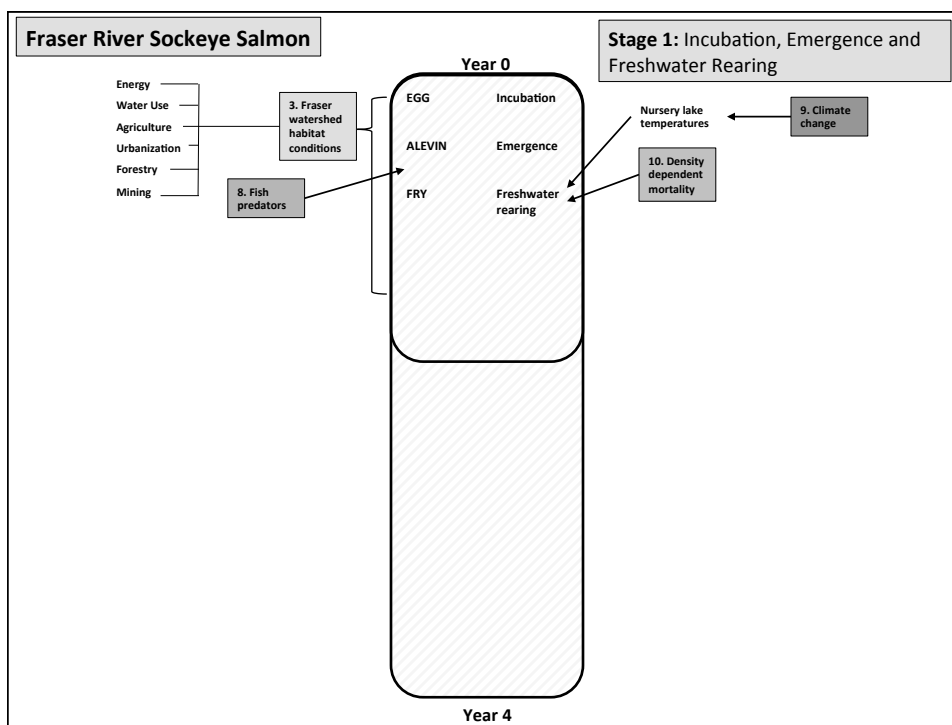 Fraser River Sockeye Salmon
Stage 1: Incubation, Emergence and
Freshwater Rearing
Year 0
Energy
Water Use
Agriculture
Urbanization
Forestry
Mining
3. Fraser
watershed
habitat
conditions
8. Fish
predators
EGG
Incubation
ALEVIN
Emergence
FRY
Freshwater
rearing
Nursery lake
temperatures
9. Climate
change
10. Density
dependent
mortality
Year 4